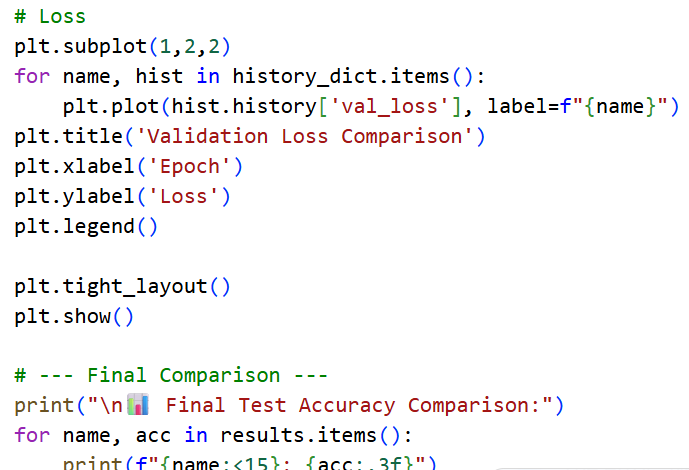 # Loss
plt.subplot(1,2,2)
for name, hist in history_dict.items():
    plt.plot(hist.history['val_loss'], label=f"{name}")
plt.title('Validation Loss Comparison')
plt.xlabel('Epoch')
plt.ylabel('Loss')
plt.legend()

plt.tight_layout()
plt.show()

# --- Final Comparison ---
print("\n📊 Final Test Accuracy Comparison:")
for name, acc in results.items():
    print(f"{name:<15}: {acc:.3f}")